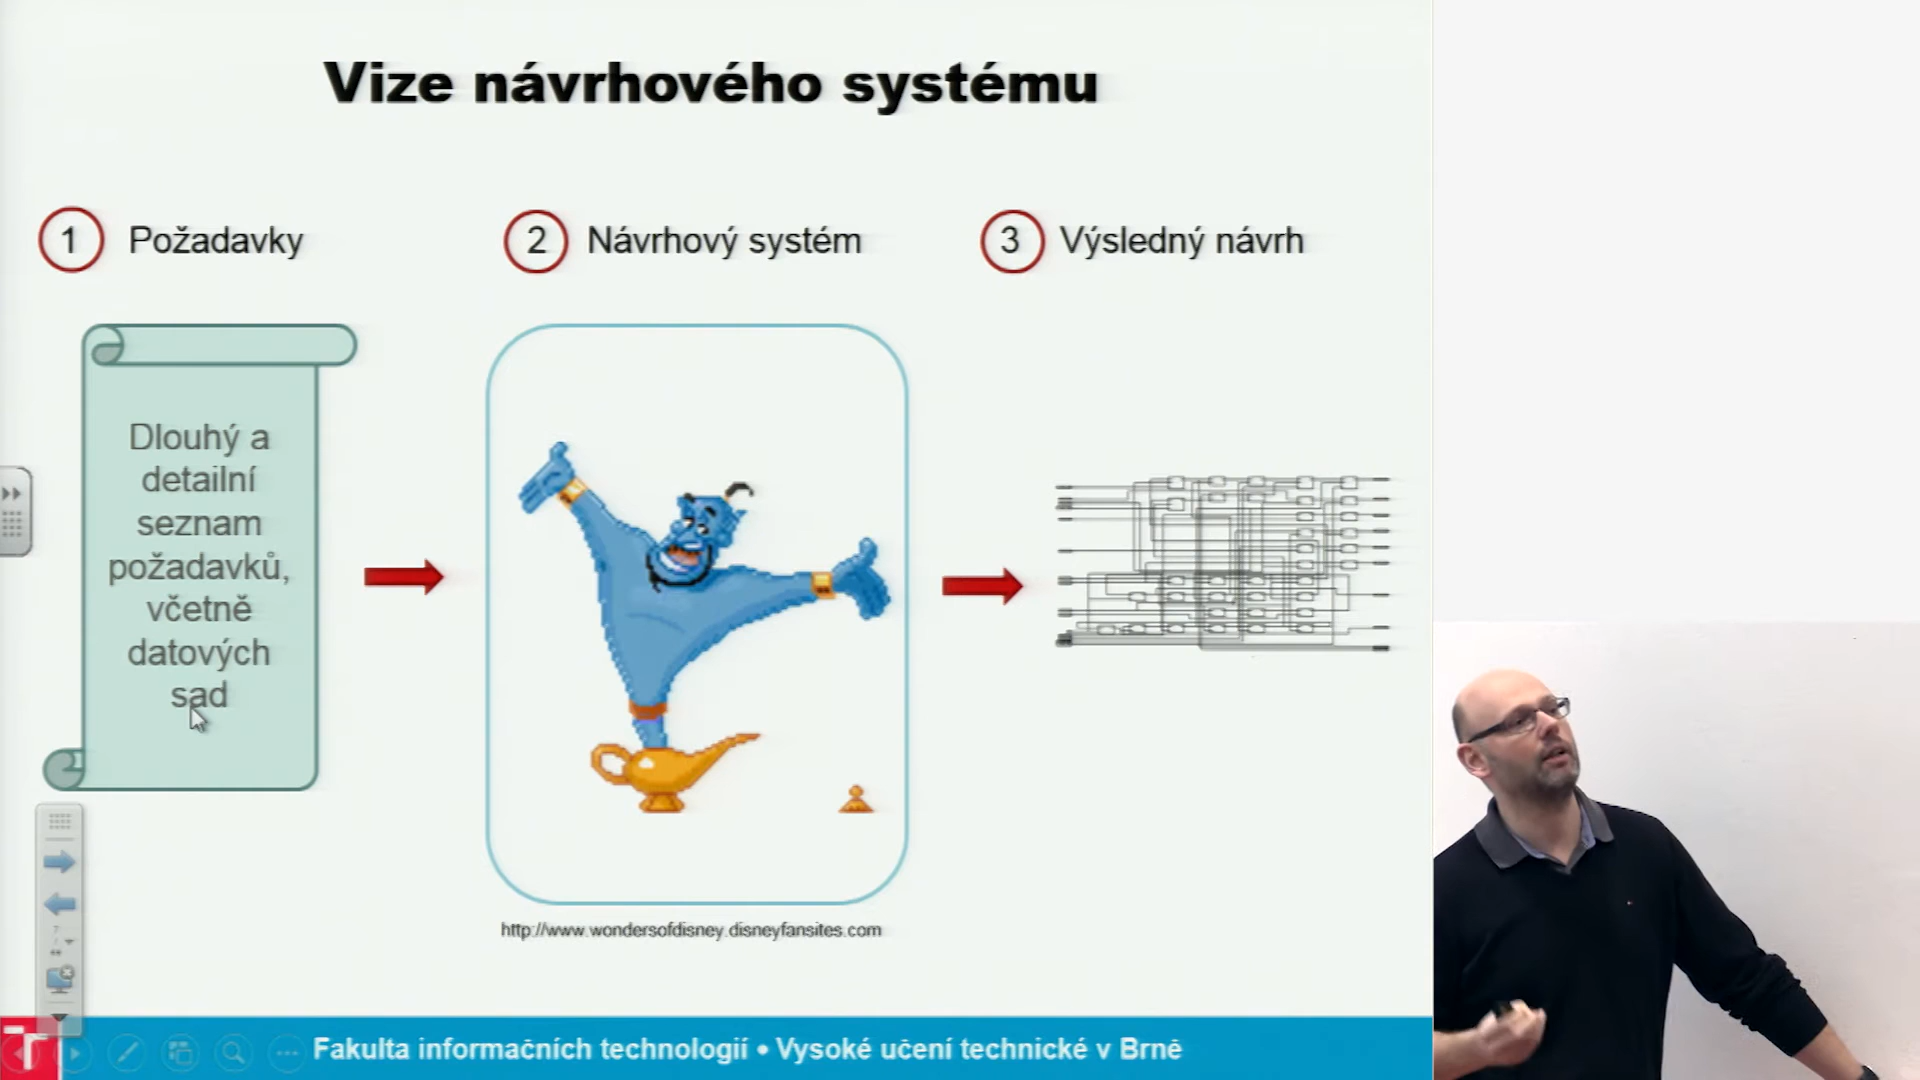 Vize návrhového systému
1 Požadavky
2 Návrhový systém
3 Výsledný návrh
Dlouhý a
detailní
seznam
požadavků,
včetně
datových
sad
http://www.wondersofdisney.disneyfansites.com
Fakulta informačních technologií • Vysoké učení technické v Brně